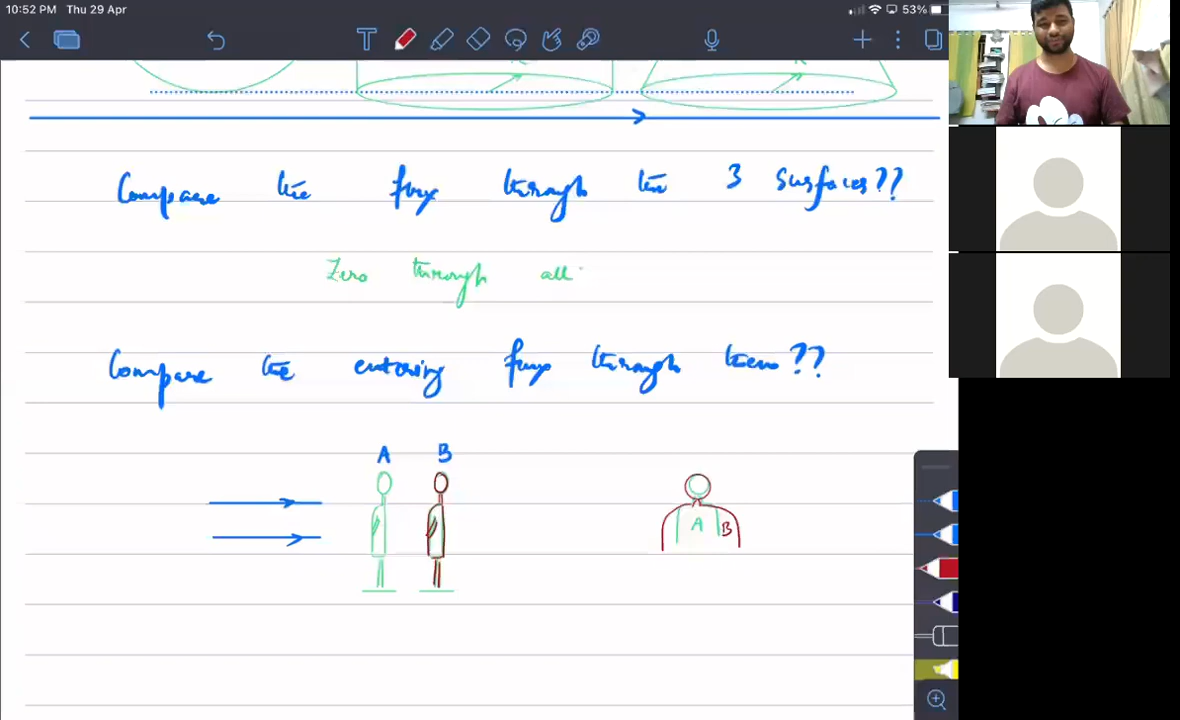 10:52 PM Thu 29 Apr 53%
R R
Compare the flux through the 3 surfaces??
Zero through all
Compare the entering flux through them??
A B
A B